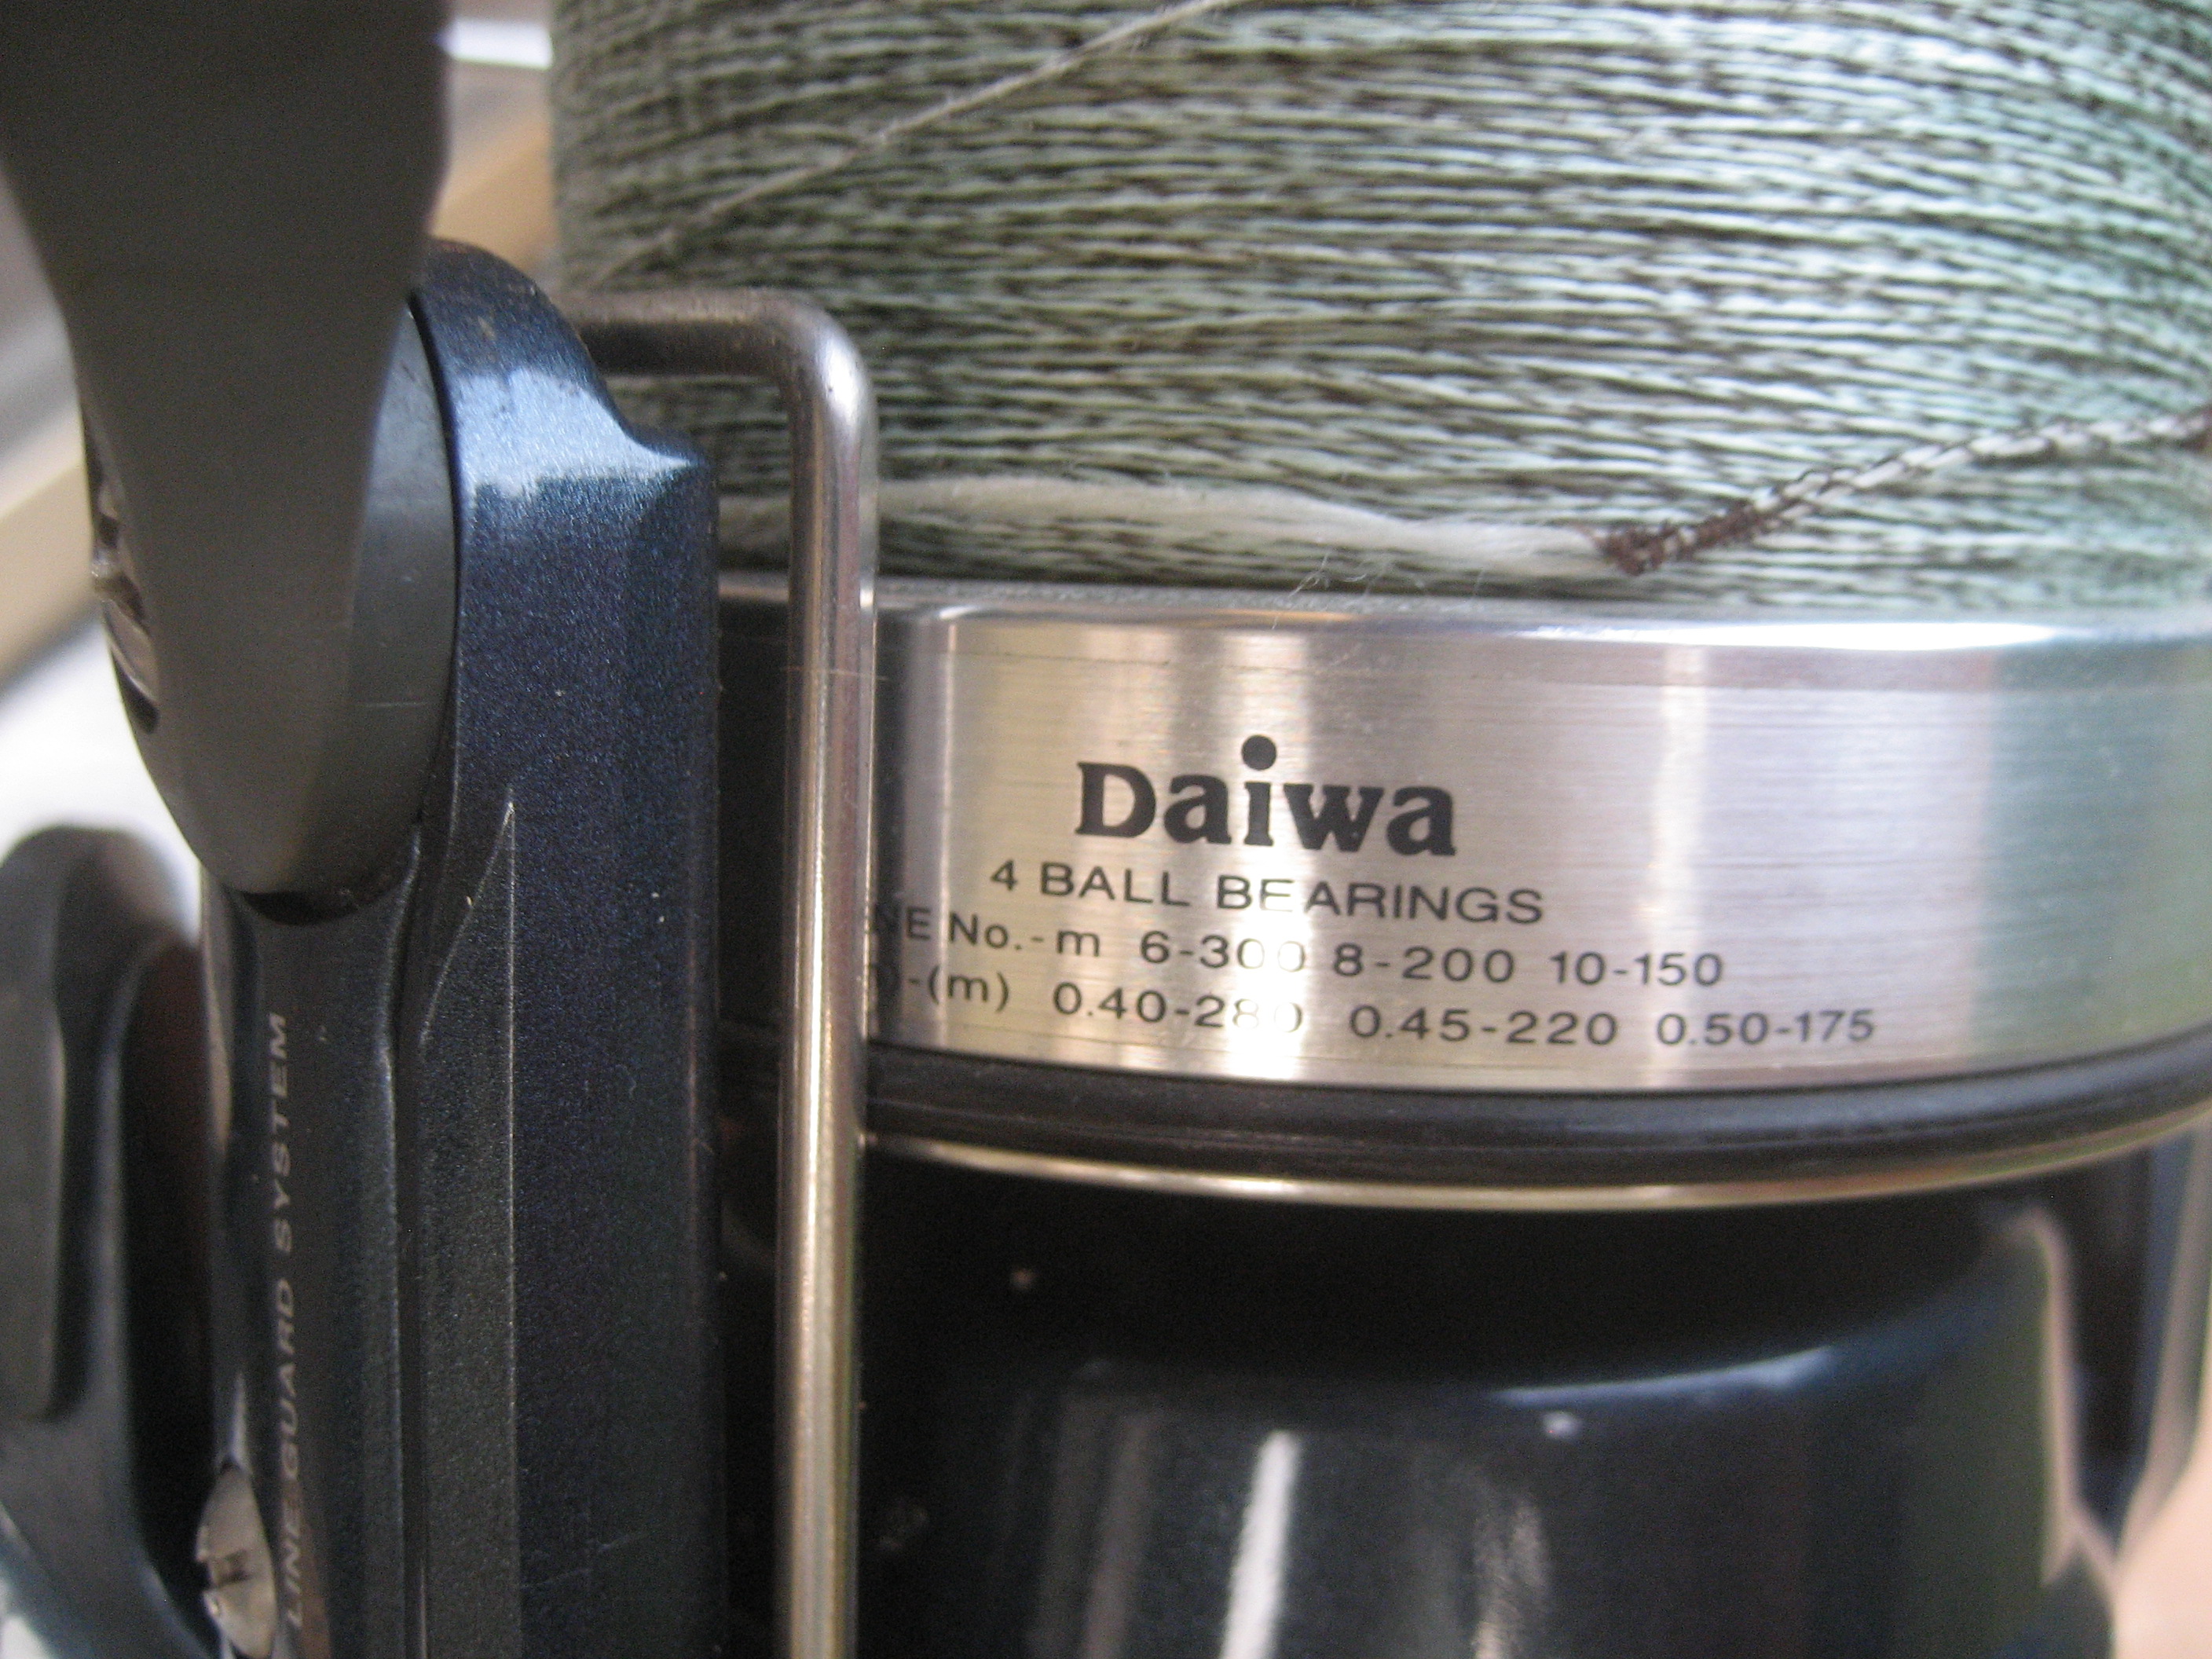 Daiwa
4 BALL BEARINGS
No.-m 6-300 8-200 10-150
-(m) 0.40-280 0.45-220 0.50-175
LINE GUARD SYSTEM